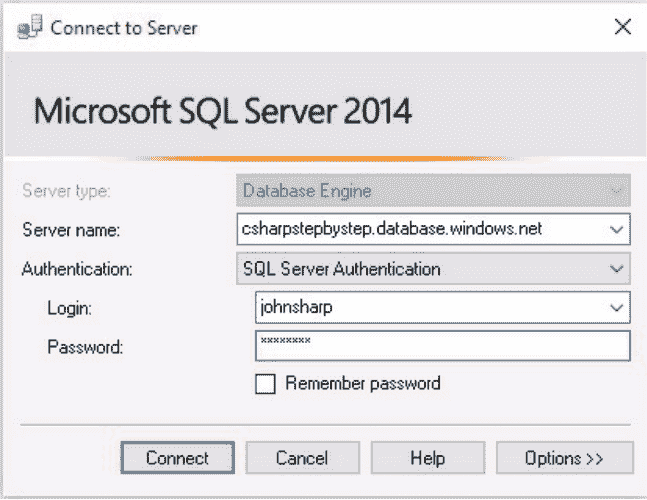 Connect to Server
Microsoft SQL Server 2014
Server type: Database Engine
Server name: csharpstepbystep.database.windows.net
Authentication: SQL Server Authentication
Login: johnsharp
Password: ********
Remember password
Connect Cancel Help Options >>